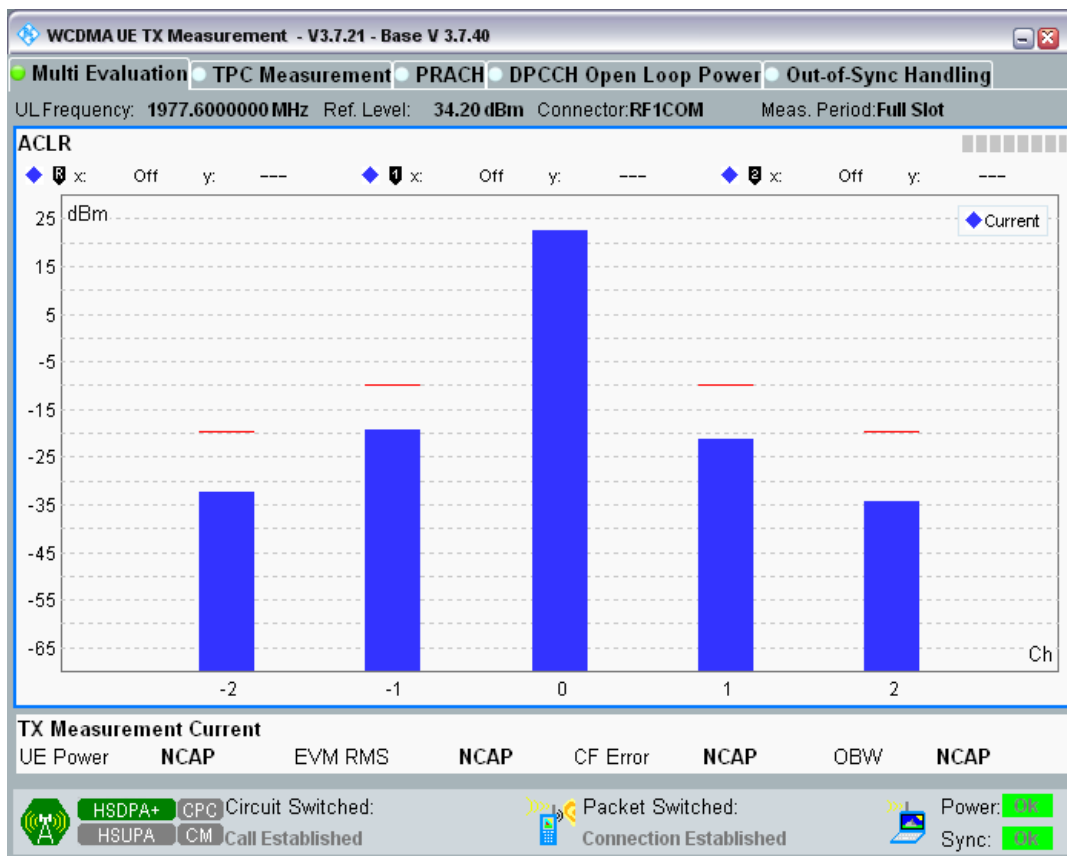 WCDMA UE TX Measurement - V3.7.21 - Base V 3.7.40
Multi Evaluation TPC Measurement PRACH DPCCH Open Loop Power Out-of-Sync Handling
UL Frequency: 1977.6000000 MHz Ref. Level: 34.20 dBm Connector:RF1COM Meas. Period:Full Slot
ACLR
R x: Off y: --- 1 x: Off y: --- 2 x: Off y: ---
dBm
Current
25
15
5
-5
-15
-25
-35
-45
-55
-65
Ch
-2 -1 0 1 2
TX Measurement Current
UE Power NCAP EVM RMS NCAP CF Error NCAP OBW NCAP
HSDPA+ CPC Circuit Switched: Packet Switched: Power: Ok
HSUPA CM Call Established Connection Established Sync: Ok